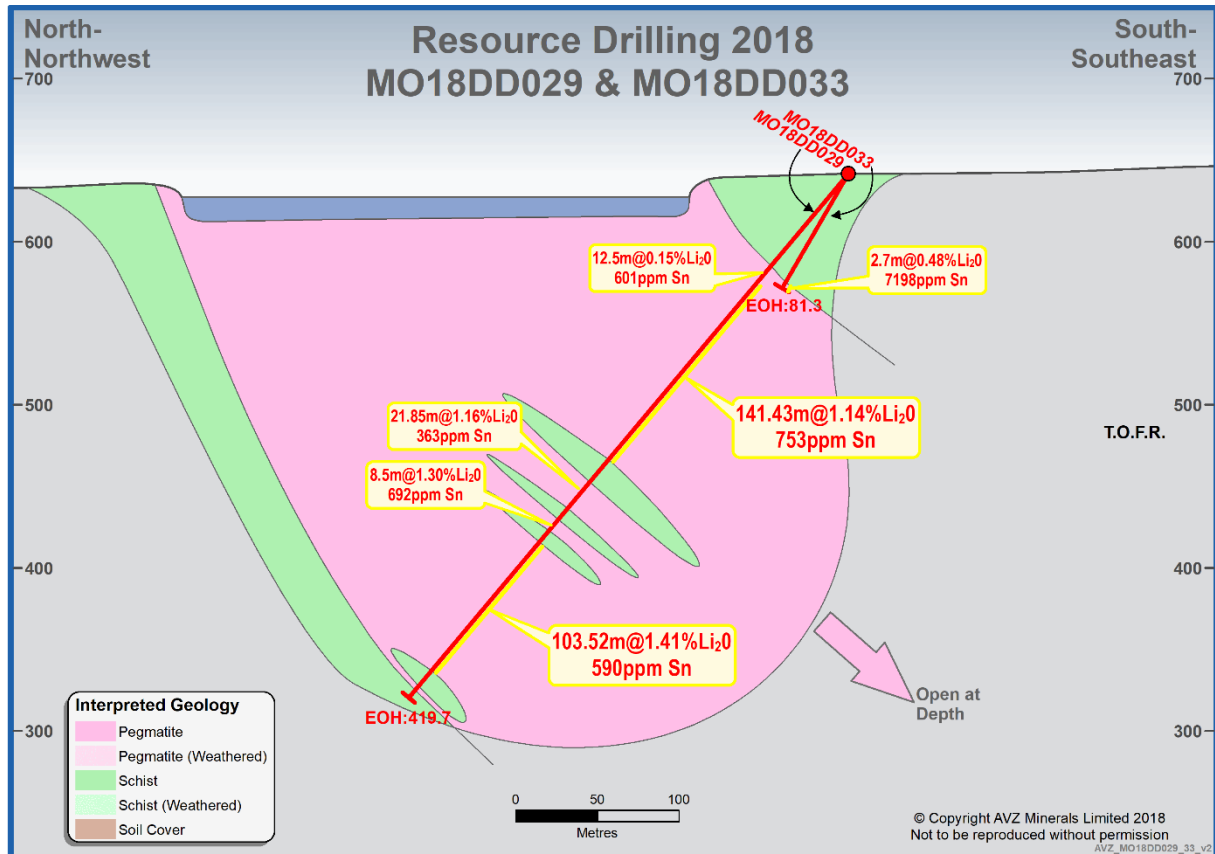 North-
Northwest
Resource Drilling 2018
MO18DD029 & MO18DD033
South-
Southeast
700
700
MO18DD033
MO18DD029
600
600
12.5m@0.15%Li₂0
601ppm Sn
2.7m@0.48%Li₂0
7198ppm Sn
EOH:81.3
500
500
21.85m@1.16%Li₂0
363ppm Sn
141.43m@1.14%Li₂0
753ppm Sn
T.O.F.R.
8.5m@1.30%Li₂0
692ppm Sn
400
400
103.52m@1.41%Li₂0
590ppm Sn
Open at
Depth
EOH:419.7
300
300
Interpreted Geology
Pegmatite
Pegmatite (Weathered)
Schist
Schist (Weathered)
Soil Cover
0 50 100
Metres
© Copyright AVZ Minerals Limited 2018
Not to be reproduced without permission
AVZ_MO18DD029_33_v2